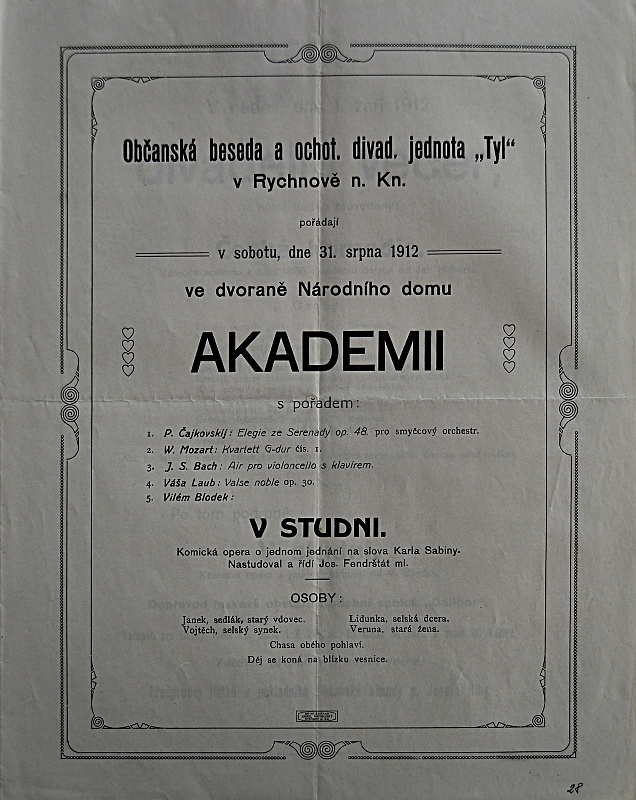 Občanská beseda a ochot. divad. jednota „Tyl“
v Rychnově n. Kn.
pořádají
v sobotu, dne 31. srpna 1912
ve dvoraně Národního domu
AKADEMII
s pořadem:
1. P. Čajkovskij: Elegie ze Serenady op. 48. pro smyčcový orchestr.
2. W. Mozart: Kvartett G-dur čís. 1.
3. J. S. Bach: Air pro violoncello s klavírem.
4. Váša Laub: Valse noble op. 30.
5. Vilém Blodek:
V STUDNI.
Komická opera o jednom jednání na slova Karla Sabiny.
Nastudoval a řídí Jos. Fendrštát ml.
OSOBY:
Janek, sedlák, starý vdovec. Lidunka, selská dcera.
Vojtěch, selský synek. Veruna, stará žena.
Chasa obého pohlaví.
Děj se koná na blízku vesnice.
28